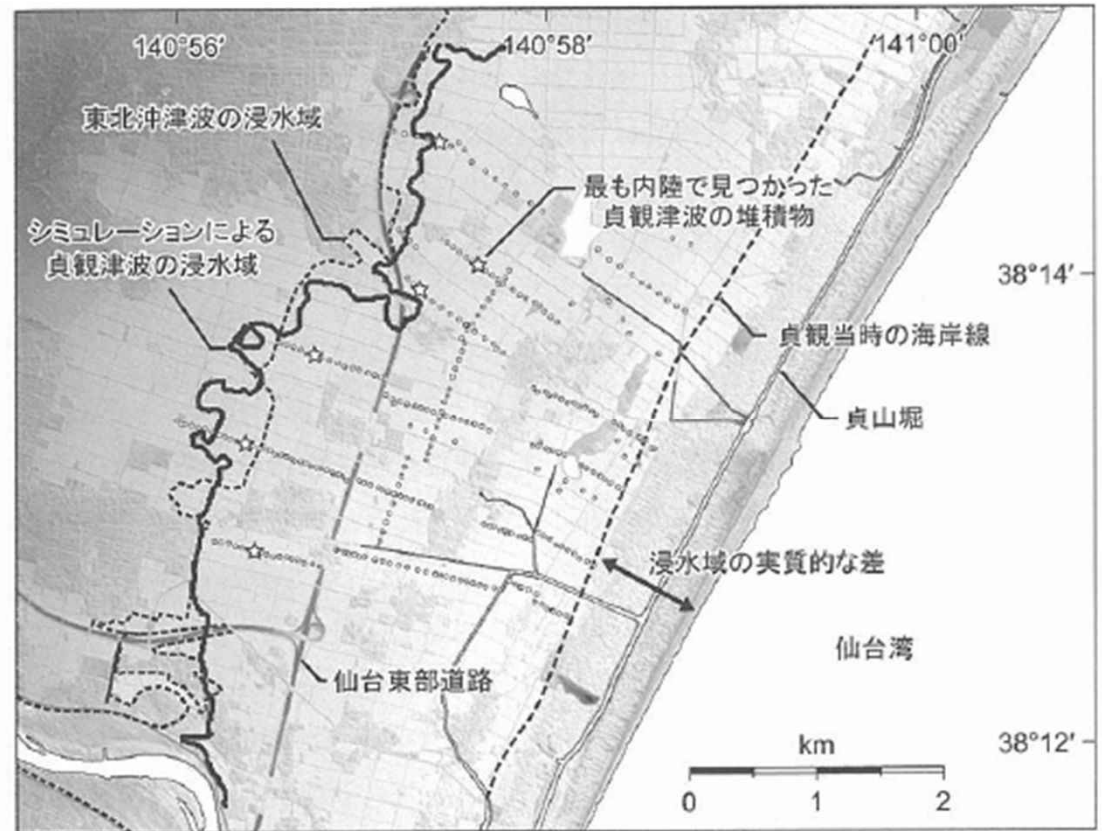 140°56′
140°58′
141°00′
東北沖津波の浸水域
最も内陸で見つかった
貞観津波の堆積物
シミュレーションによる
貞観津波の浸水域
38°14′
貞観当時の海岸線
貞山堀
浸水域の実質的な差
仙台湾
仙台東部道路
38°12′
km
0 1 2